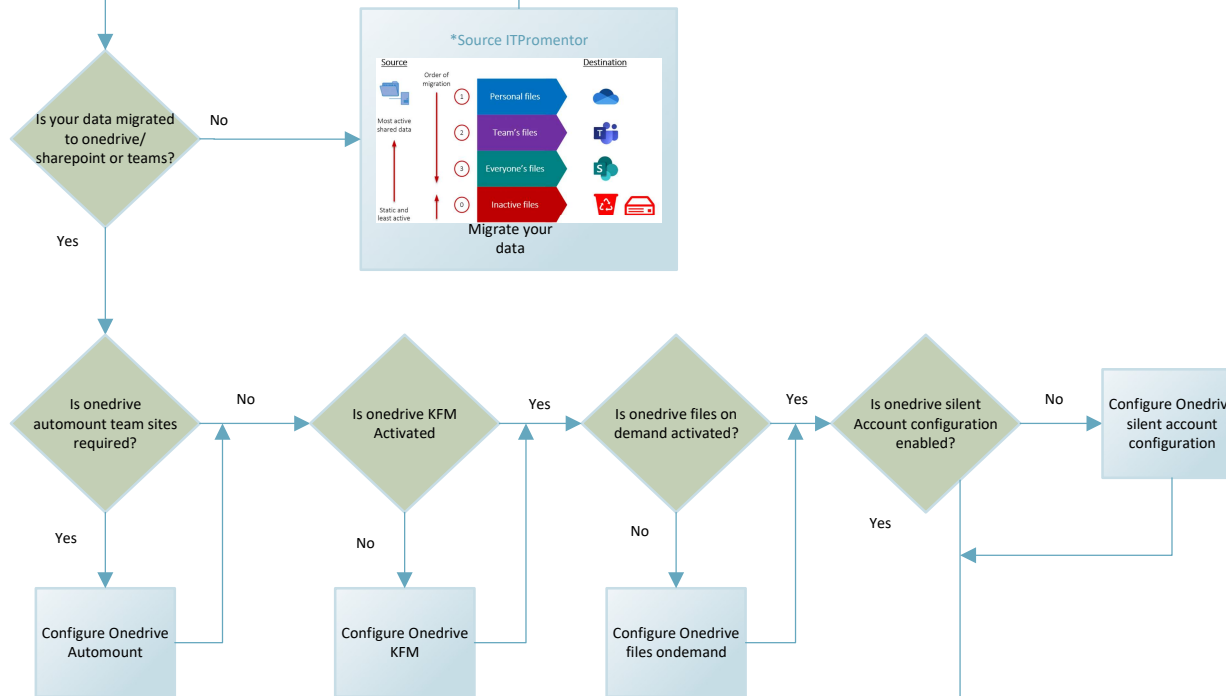 *Source ITPromentor
Source
Destination
Order of
migration
Most active
shared data
Static and
least active
1
Personal files
2
Team's files
3
Everyone's files
0
Inactive files
Migrate your
data
Is your data migrated
to onedrive/
sharepoint or teams?
No
Yes
Is onedrive
automount team sites
required?
No
Yes
Configure Onedrive
Automount
Is onedrive KFM
Activated
Yes
No
Configure Onedrive
KFM
Is onedrive files on
demand activated?
Yes
No
Configure Onedrive
files ondemand
Is onedrive silent
Account configuration
enabled?
No
Yes
Configure Onedriv
silent account
configuration